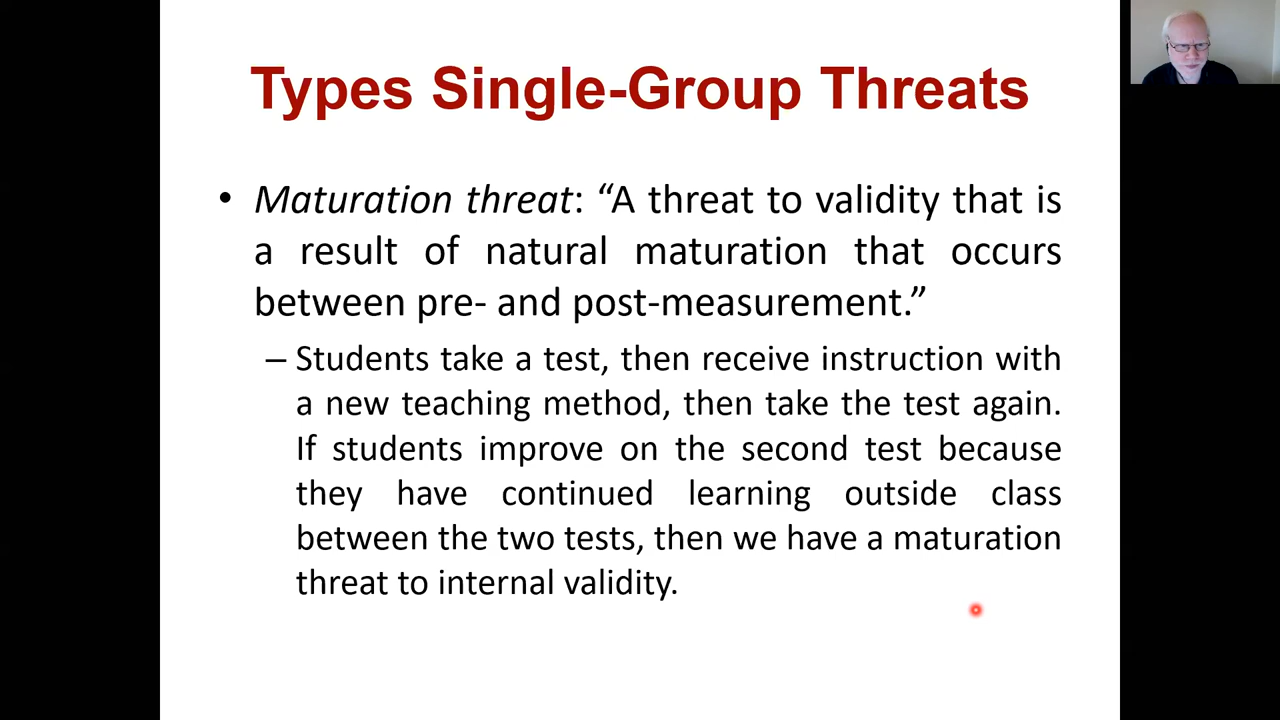 Types Single-Group Threats
• Maturation threat: “A threat to validity that is
a result of natural maturation that occurs
between pre- and post-measurement.”
– Students take a test, then receive instruction with
a new teaching method, then take the test again.
If students improve on the second test because
they have continued learning outside class
between the two tests, then we have a maturation
threat to internal validity.